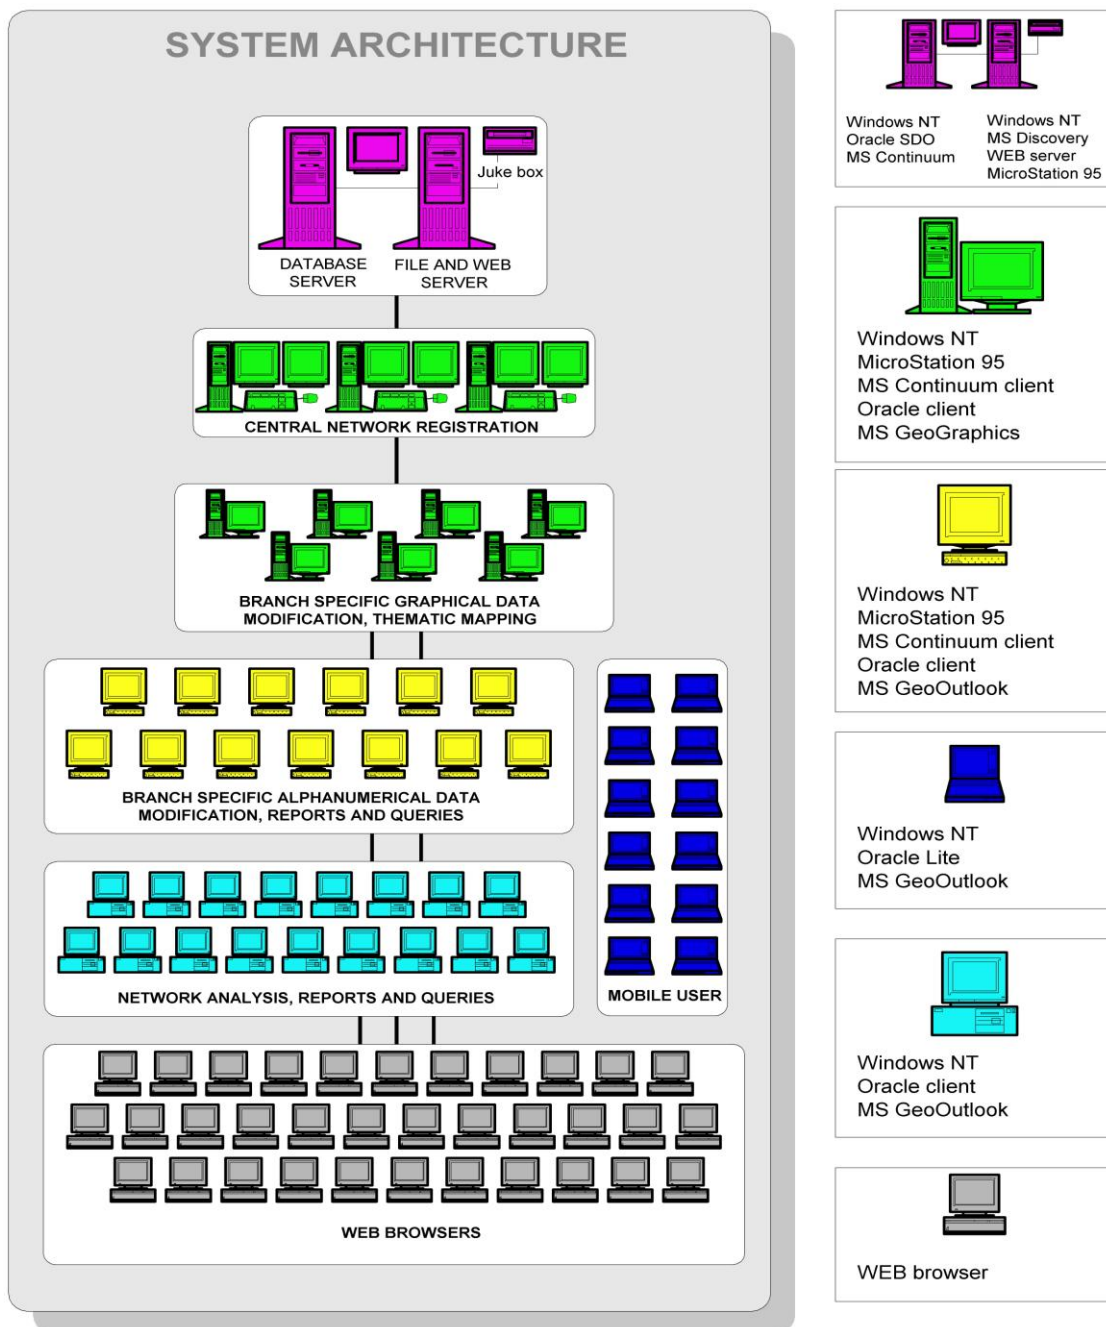 SYSTEM ARCHITECTURE
Juke box
DATABASE
SERVER
FILE AND WEB
SERVER
CENTRAL NETWORK REGISTRATION
BRANCH SPECIFIC GRAPHICAL DATA
MODIFICATION, THEMATIC MAPPING
BRANCH SPECIFIC ALPHANUMERICAL DATA
MODIFICATION, REPORTS AND QUERIES
NETWORK ANALYSIS, REPORTS AND QUERIES
MOBILE USER
WEB BROWSERS
Windows NT
Oracle SDO
MS Continuum
Windows NT
MS Discovery
WEB server
MicroStation 95
Windows NT
MicroStation 95
MS Continuum client
Oracle client
MS GeoGraphics
Windows NT
MicroStation 95
MS Continuum client
Oracle client
MS GeoOutlook
Windows NT
Oracle Lite
MS GeoOutlook
Windows NT
Oracle client
MS GeoOutlook
WEB browser